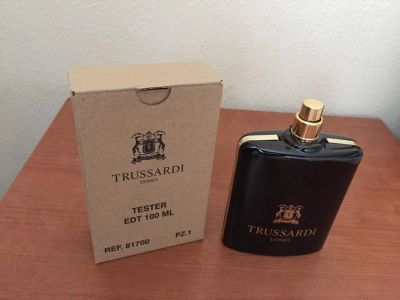 TRUSSARDI
UOMO
TESTER
EDT 100 ML
REF. 81700 PZ.1
TRUSSARDI
UOMO